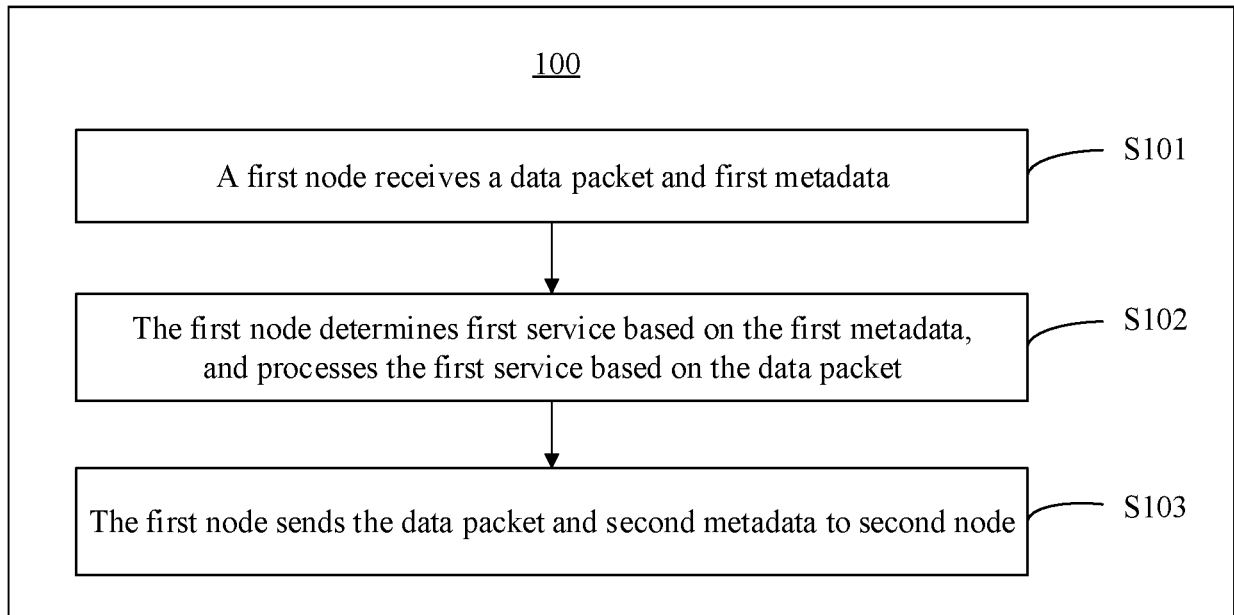 100
A first node receives a data packet and first metadata
S101
The first node determines first service based on the first metadata,
and processes the first service based on the data packet
S102
The first node sends the data packet and second metadata to second node
S103